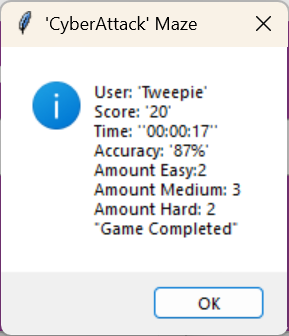 'CyberAttack' Maze
User: 'Tweepie'
Score: '20'
Time: ''00:00:17''
Accuracy: '87%'
Amount Easy:2
Amount Medium: 3
Amount Hard: 2
"Game Completed"
OK